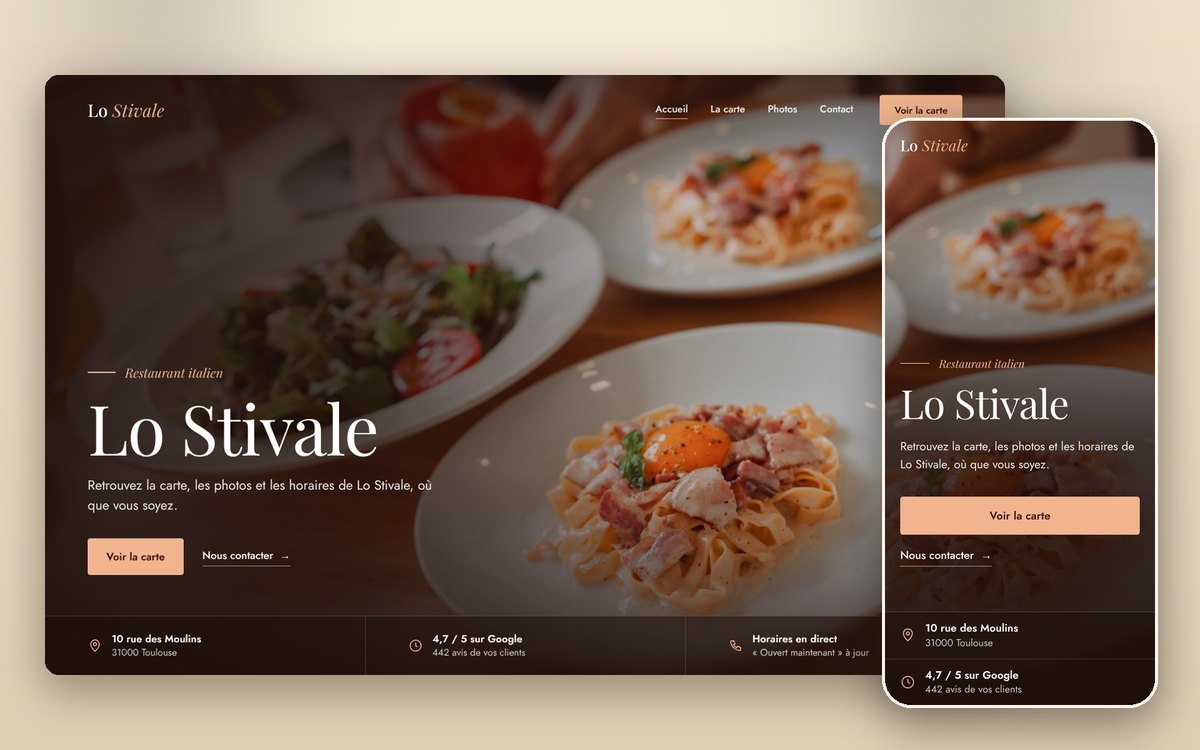 Lo Stivale
Accueil
La carte
Photos
Contact
Voir la carte
Restaurant italien
Lo Stivale
Retrouvez la carte, les photos et les horaires de Lo Stivale, où
que vous soyez.
Voir la carte
Nous contacter →
10 rue des Moulins
31000 Toulouse
4,7 / 5 sur Google
442 avis de vos clients
Horaires en direct
« Ouvert maintenant » à jour
Lo Stivale
Restaurant italien
Lo Stivale
Retrouvez la carte, les photos et les horaires de
Lo Stivale, où que vous soyez.
Voir la carte
Nous contacter →
10 rue des Moulins
31000 Toulouse
4,7 / 5 sur Google
442 avis de vos clients